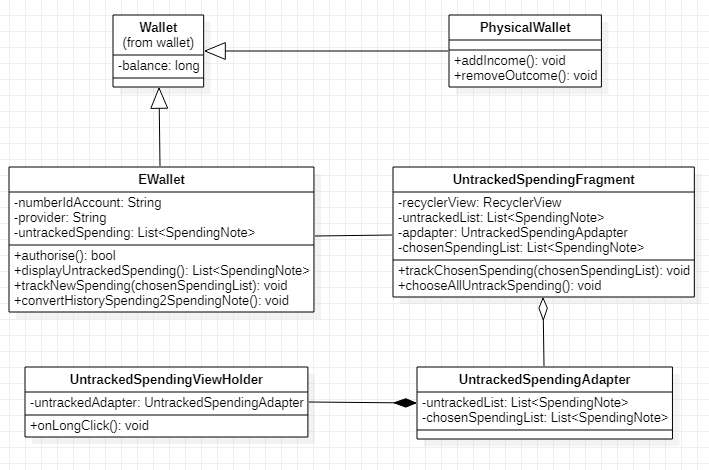 Wallet
(from wallet)
-balance: long
PhysicalWallet
+addIncome(): void
+removeOutcome(): void
EWallet
-numberIdAccount: String
-provider: String
-untrackedSpending: List<SpendingNote>
+authorise(): bool
+displayUntrackedSpending(): List<SpendingNote>
+trackNewSpending(chosenSpendingList): void
+convertHistorySpending2SpendingNote(): void
UntrackedSpendingFragment
-recyclerView: RecyclerView
-untrackedList: List<SpendingNote>
-apdapter: UntrackedSpendingApdapter
-chosenSpendingList: List<SpendingNote>
+trackChosenSpending(chosenSpendingList): void
+chooseAllUntrackSpending(): void
UntrackedSpendingViewHolder
-untrackedAdapter: UntrackedSpendingAdapter
+onLongClick(): void
UntrackedSpendingAdapter
-untrackedList: List<SpendingNote>
-chosenSpendingList: List<SpendingNote>